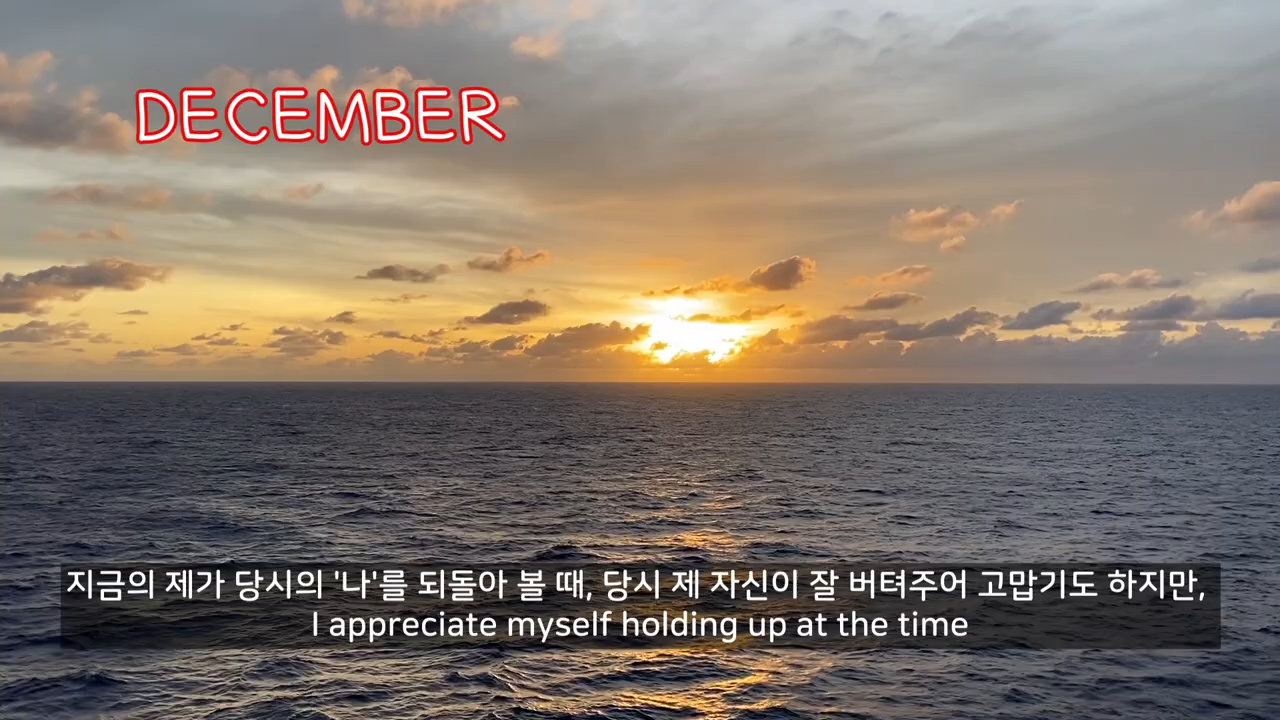 DECEMBER
지금의 제가 당시의 '나'를 되돌아 볼 때, 당시 제 자신이 잘 버텨주어 고맙기도 하지만,
I appreciate myself holding up at the time